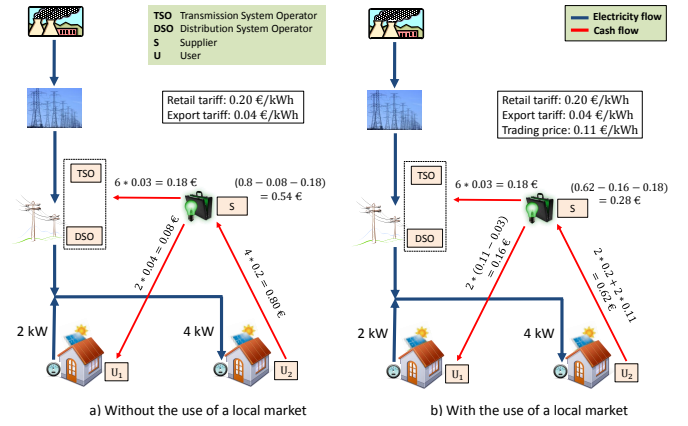 TSO Transmission System Operator
DSO Distribution System Operator
S Supplier
U User
Retail tariff: 0.20 €/kWh
Export tariff: 0.04 €/kWh
TSO
DSO
6 * 0.03 = 0.18 €
(0.8 − 0.08 − 0.18)
= 0.54 €
S
2 * 0.04 = 0.08 €
4 * 0.2 = 0.80 €
2 kW
4 kW
U1
U2
a) Without the use of a local market
Electricity flow
Cash flow
Retail tariff: 0.20 €/kWh
Export tariff: 0.04 €/kWh
Trading price: 0.11 €/kWh
TSO
DSO
6 * 0.03 = 0.18 €
(0.62 − 0.16 − 0.18)
= 0.28 €
S
2 * (0.11 − 0.03)
= 0.16 €
2 * 0.2 + 2 * 0.11
= 0.62 €
2 kW
4 kW
U1
U2
b) With the use of a local market